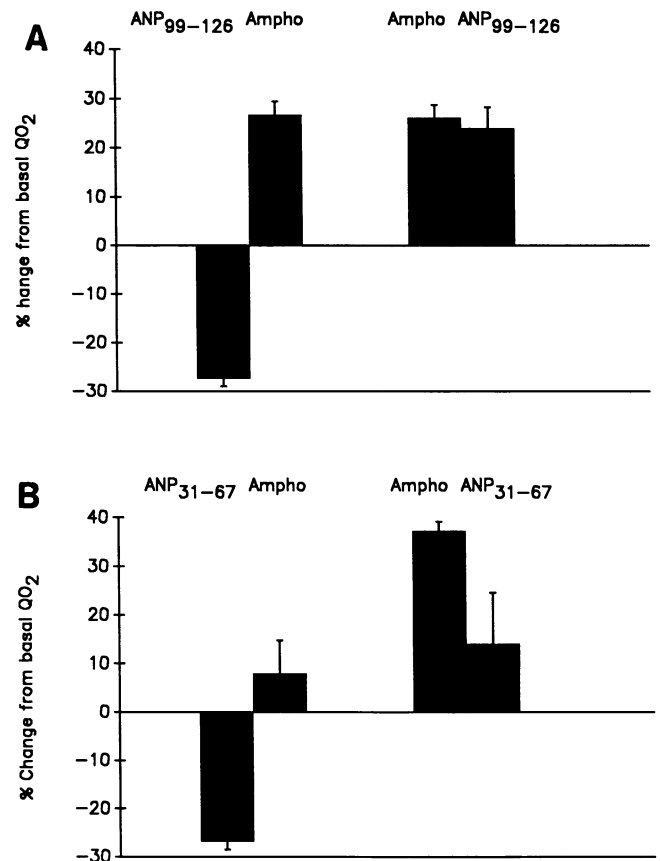 A
ANP99−126 Ampho Ampho ANP99−126
40
30
20
10
0
−10
−20
−30
% hange from basal QO2
B
ANP31−67 Ampho Ampho ANP31−67
40
30
20
10
0
−10
−20
−30
% Change from basal QO2